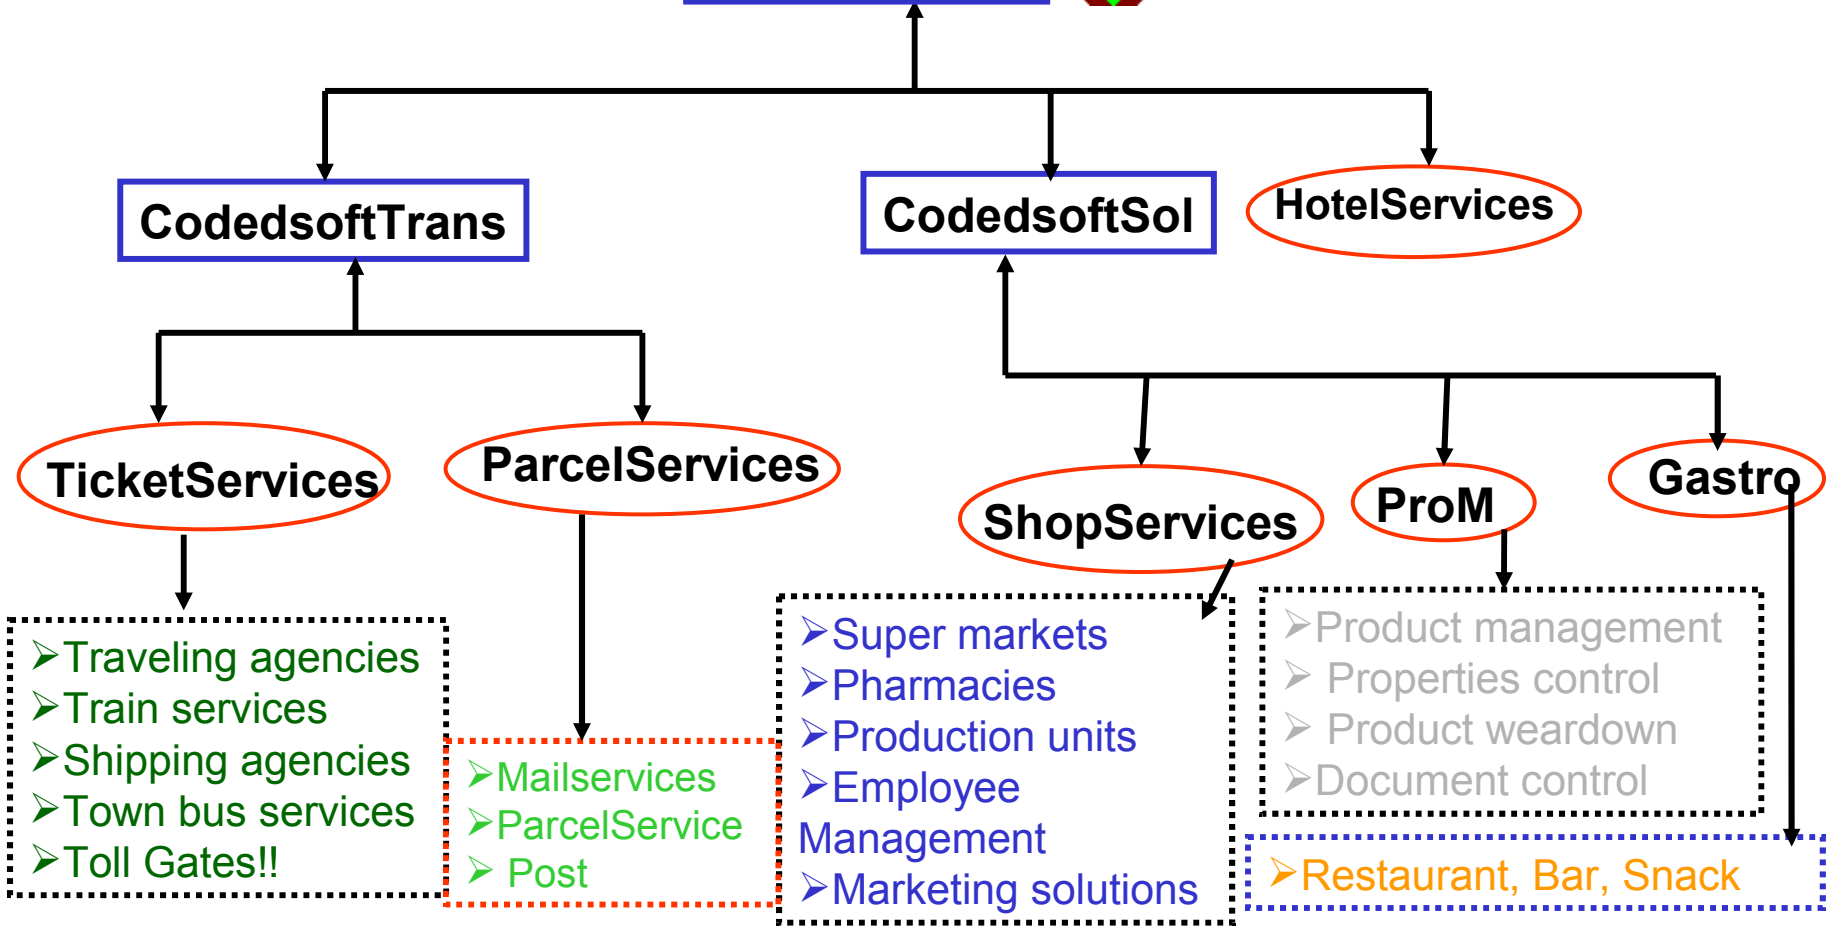 CodedsoftTrans
CodedsoftSol
HotelServices
TicketServices
ParcelServices
ShopServices
ProM
Gastro
➢Traveling agencies
➢Train services
➢Shipping agencies
➢Town bus services
➢Toll Gates!!
➢Mailservices
➢ParcelService
➢ Post
➢Super markets
➢Pharmacies
➢Production units
➢Employee
Management
➢Marketing solutions
➢Product management
➢ Properties control
➢ Product weardown
➢Document control
➢Restaurant, Bar, Snack